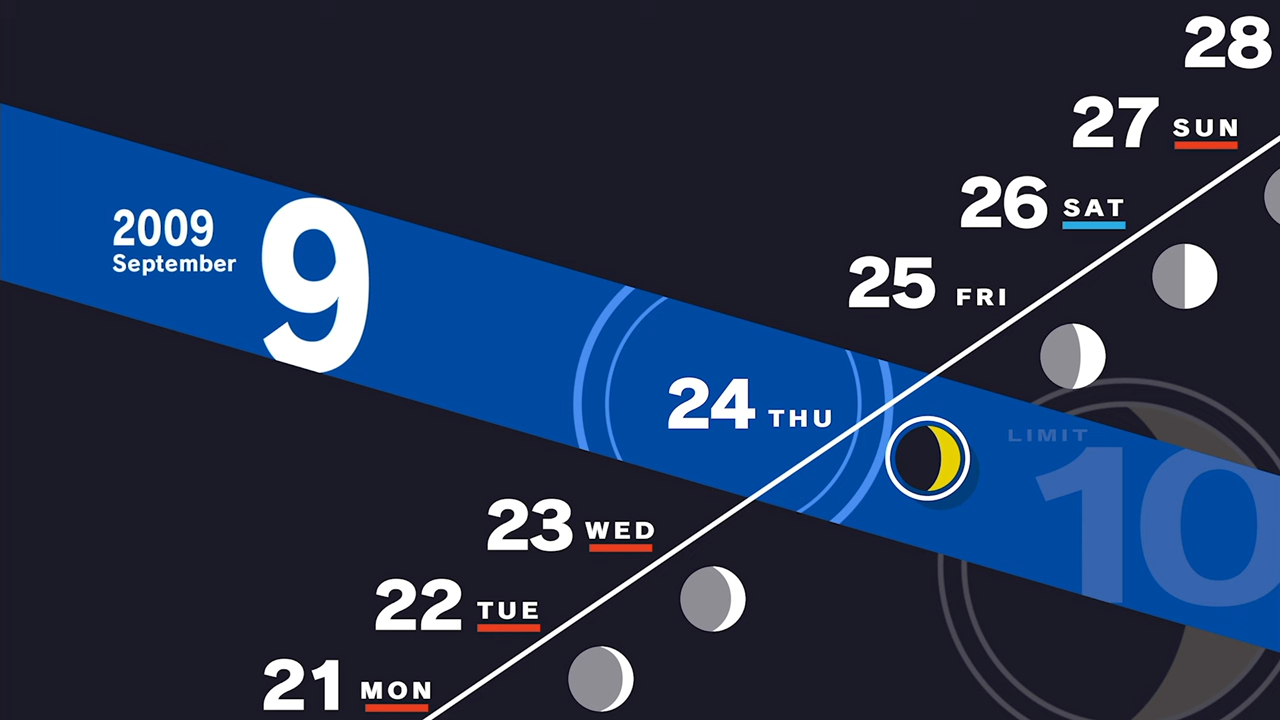 28
27 SUN
26 SAT
25 FRI
2009
September
9
24 THU
LIMIT
10
23 WED
22 TUE
21 MON